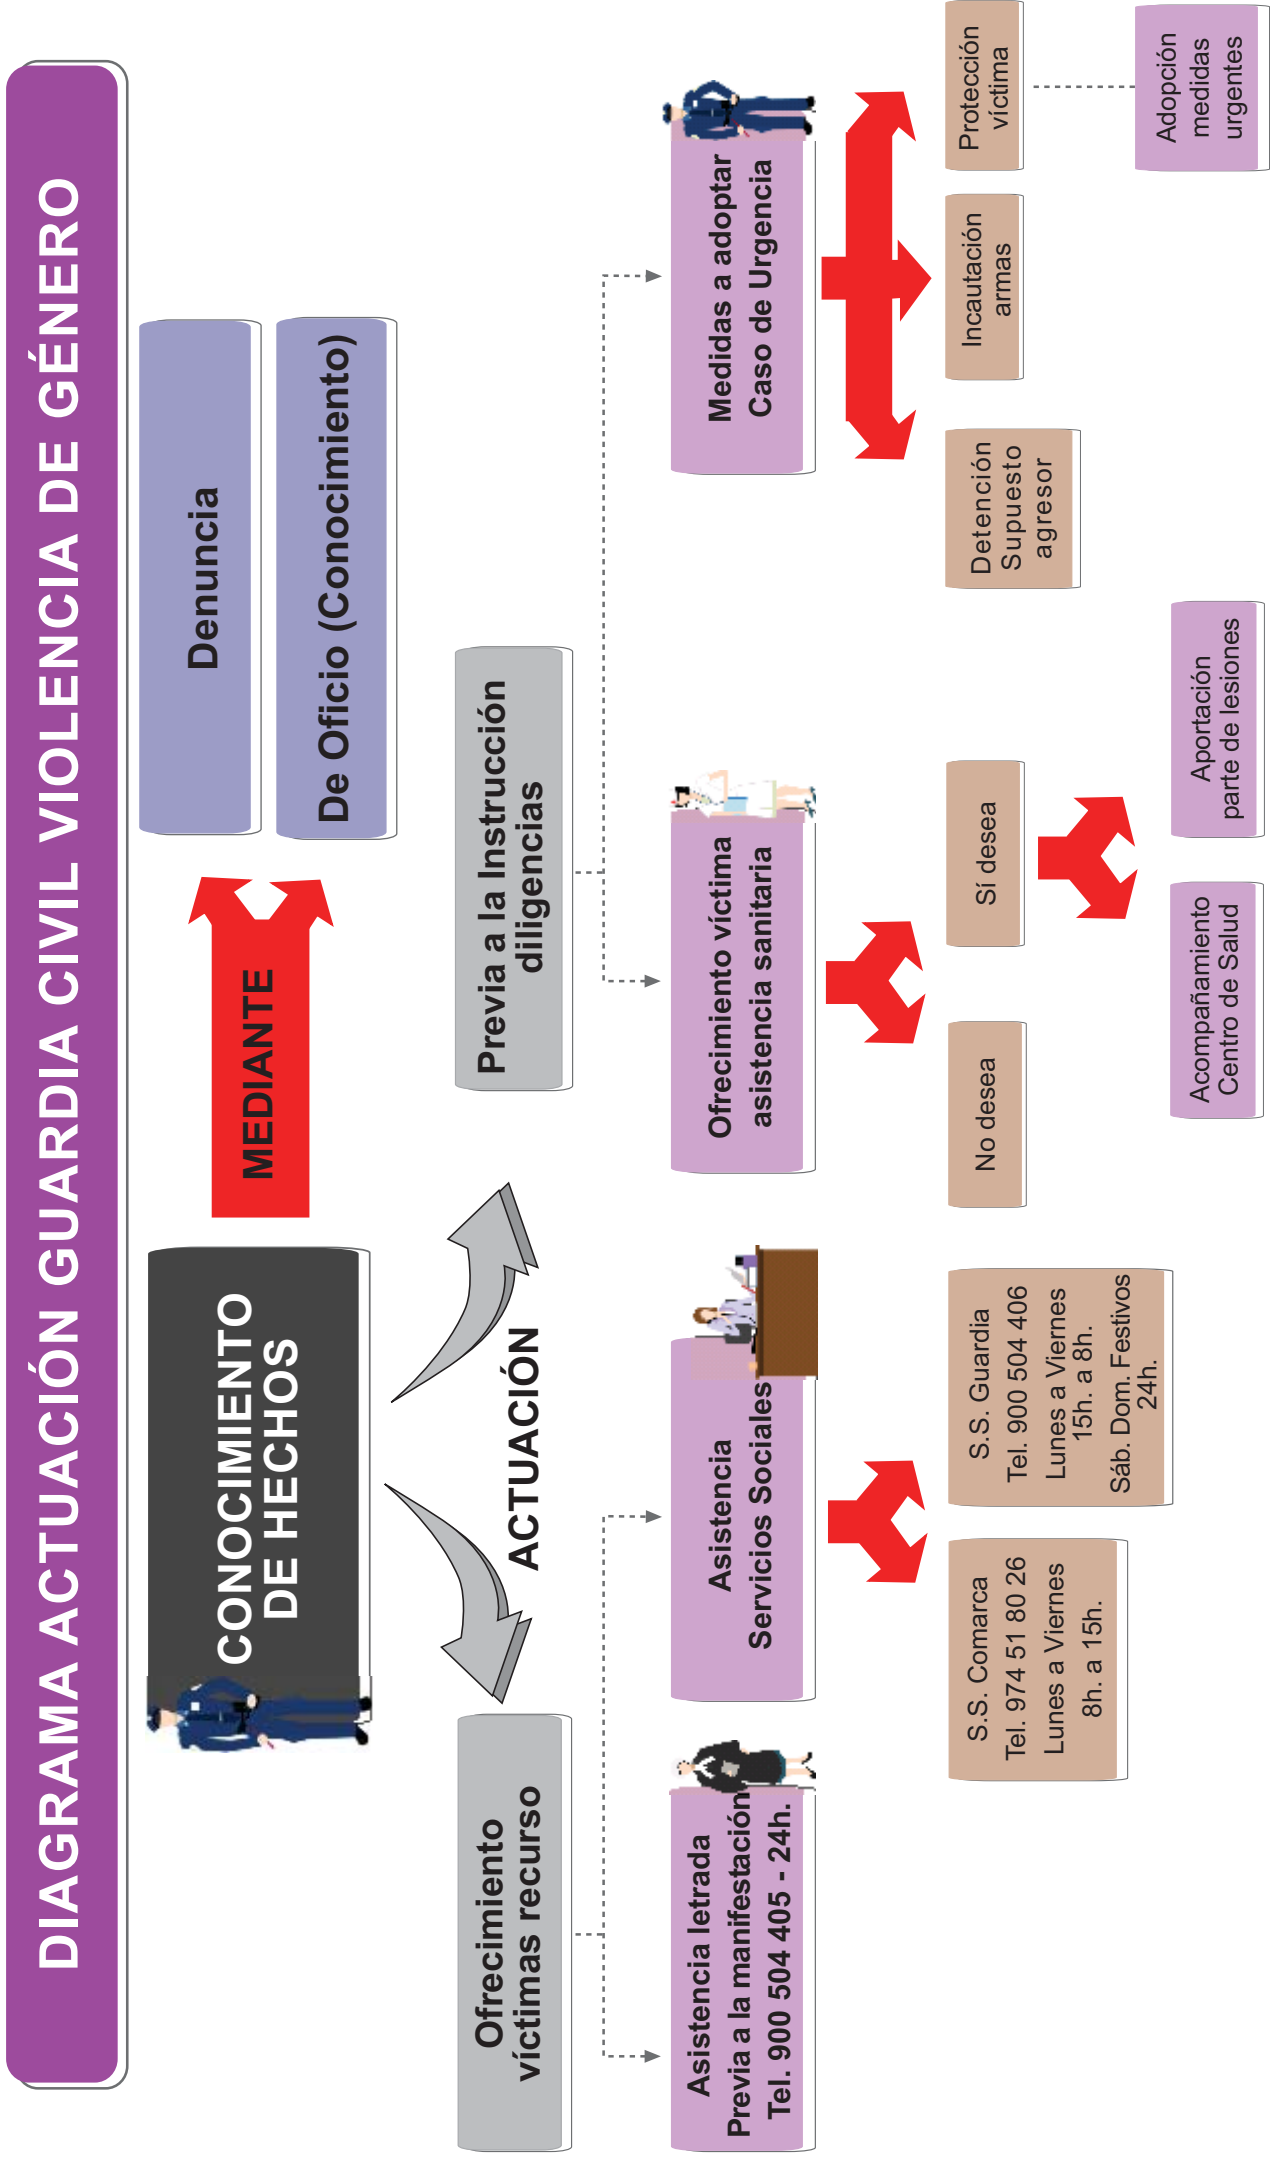 DIAGRAMA ACTUACIÓN GUARDIA CIVIL VIOLENCIA DE GÉNERO
CONOCIMIENTO
DE HECHOS
MEDIANTE
Denuncia
De Oficio (Conocimiento)
ACTUACIÓN
Ofrecimiento
víctimas recurso
Previa a la Instrucción
diligencias
Asistencia letrada
Previa a la manifestación
Tel. 900 504 405 - 24h.
Asistencia
Servicios Sociales
Ofrecimiento víctima
asistencia sanitaria
Medidas a adoptar
Caso de Urgencia
S.S. Comarca
Tel. 974 51 80 26
Lunes a Viernes
8h. a 15h.
S.S. Guardia
Tel. 900 504 406
Lunes a Viernes
15h. a 8h.
Sáb. Dom. Festivos
24h.
No desea
Sí desea
Detención
Supuesto
agresor
Incautación
armas
Protección
víctima
Acompañamiento
Centro de Salud
Aportación
parte de lesiones
Adopción
medidas
urgentes